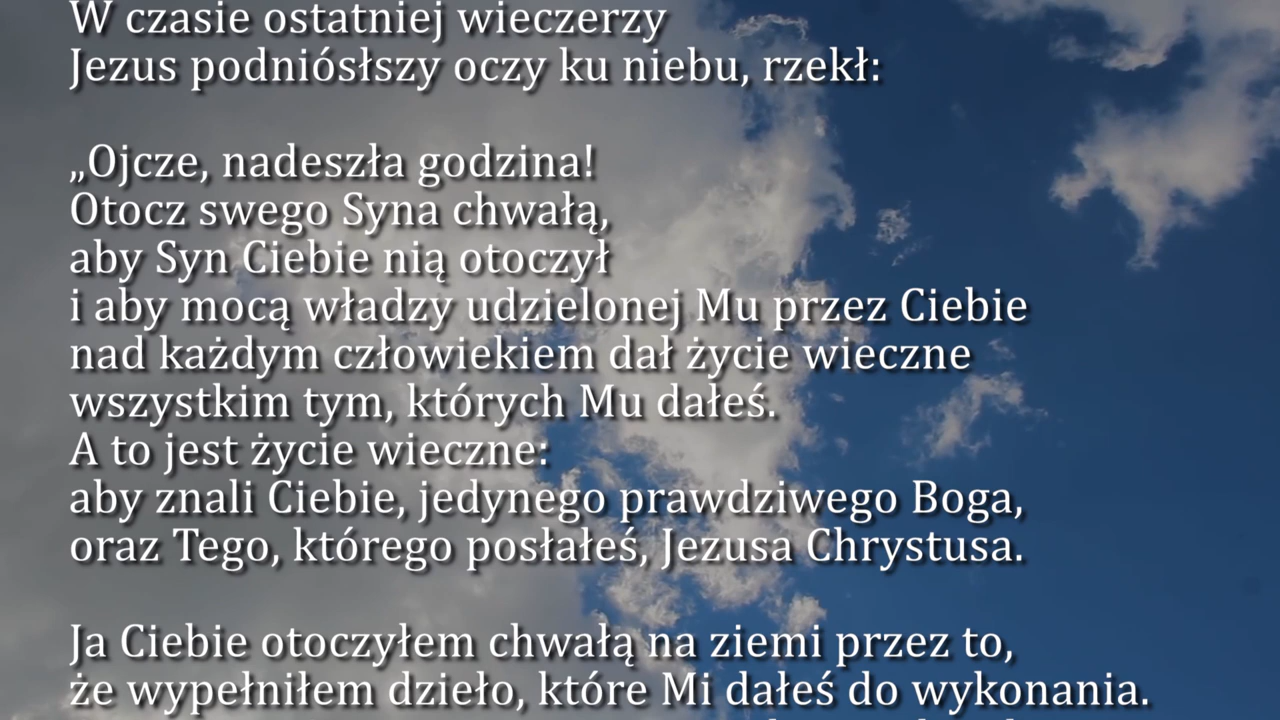 W czasie ostatniej wieczerzy
Jezus podniósłszy oczy ku niebu, rzekł:
„Ojcze, nadeszła godzina!
Otocz swego Syna chwałą,
aby Syn Ciebie nią otoczył
i aby mocą władzy udzielonej Mu przez Ciebie
nad każdym człowiekiem dał życie wieczne
wszystkim tym, których Mu dałeś.
A to jest życie wieczne:
aby znali Ciebie, jedynego prawdziwego Boga,
oraz Tego, którego posłałeś, Jezusa Chrystusa.
Ja Ciebie otoczyłem chwałą na ziemi przez to,
że wypełniłem dzieło, które Mi dałeś do wykonania.